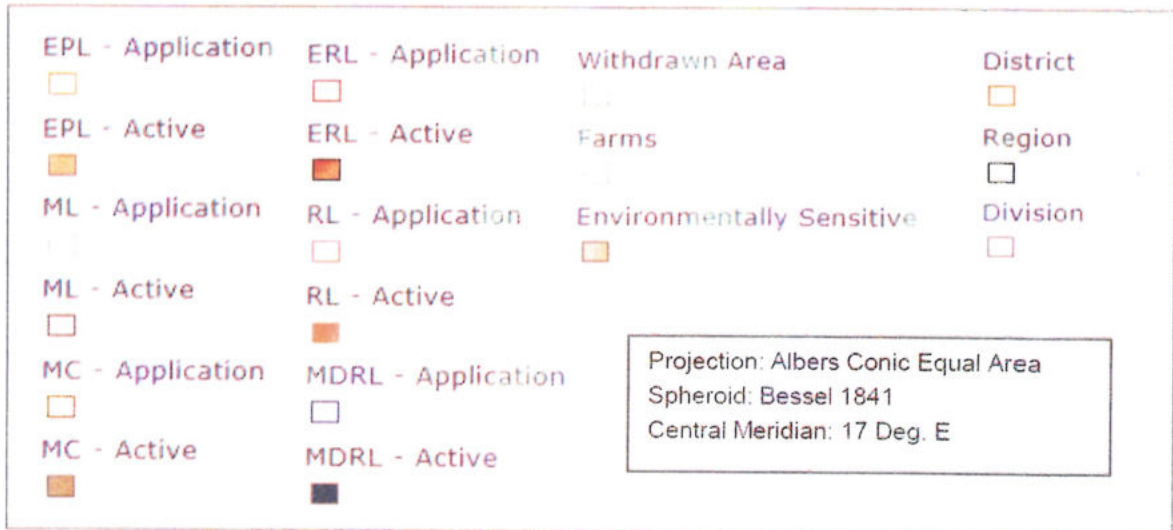 EPL - Application
EPL - Active
ML - Application
ML - Active
MC - Application
MC - Active
ERL - Application
ERL - Active
RL - Application
RL - Active
MDRL - Application
MDRL - Active
Withdrawn Area
Farms
Environmentally Sensitive
District
Region
Division
Projection: Albers Conic Equal Area
Spheroid: Bessel 1841
Central Meridian: 17 Deg. E